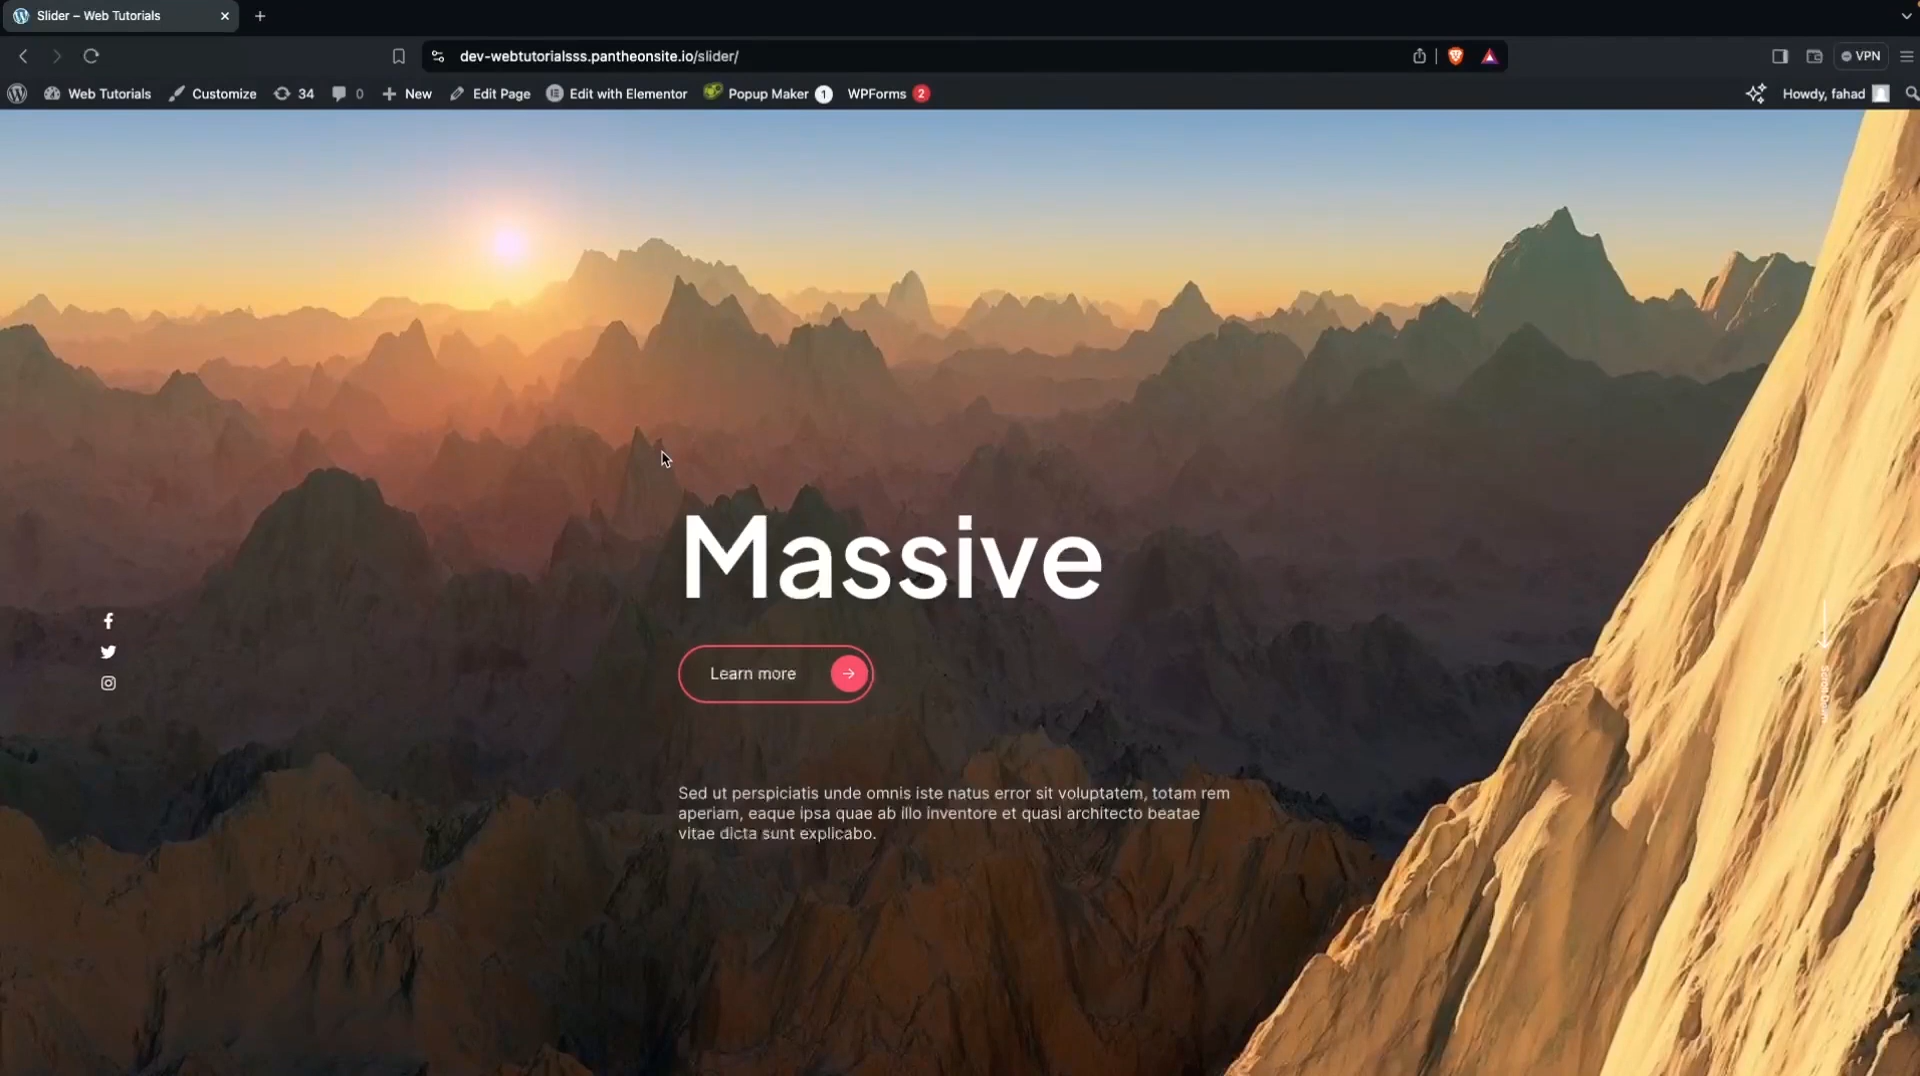 Slider – Web Tutorials
dev-webtutorialsss.pantheonsite.io/slider/
VPN
Web Tutorials
Customize
34
0
New
Edit Page
Edit with Elementor
Popup Maker 1
WPForms 2
Howdy, fahad
Massive
Learn more
Scroll Down
Sed ut perspiciatis unde omnis iste natus error sit voluptatem, totam rem
aperiam, eaque ipsa quae ab illo inventore et quasi architecto beatae
vitae dicta sunt explicabo.